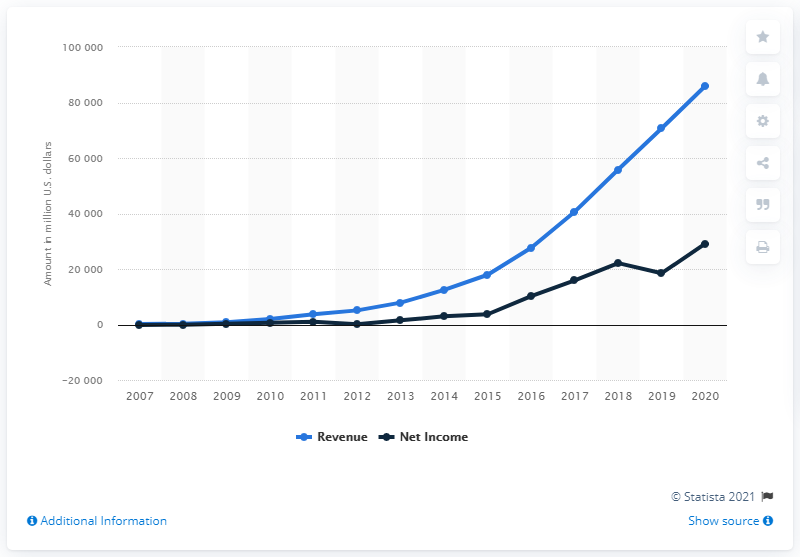 100 000
80 000
60 000
40 000
20 000
0
−20 000
Amount in million U.S. dollars
2007 2008 2009 2010 2011 2012 2013 2014 2015 2016 2017 2018 2019 2020
Revenue Net Income
© Statista 2021
Additional Information Show source